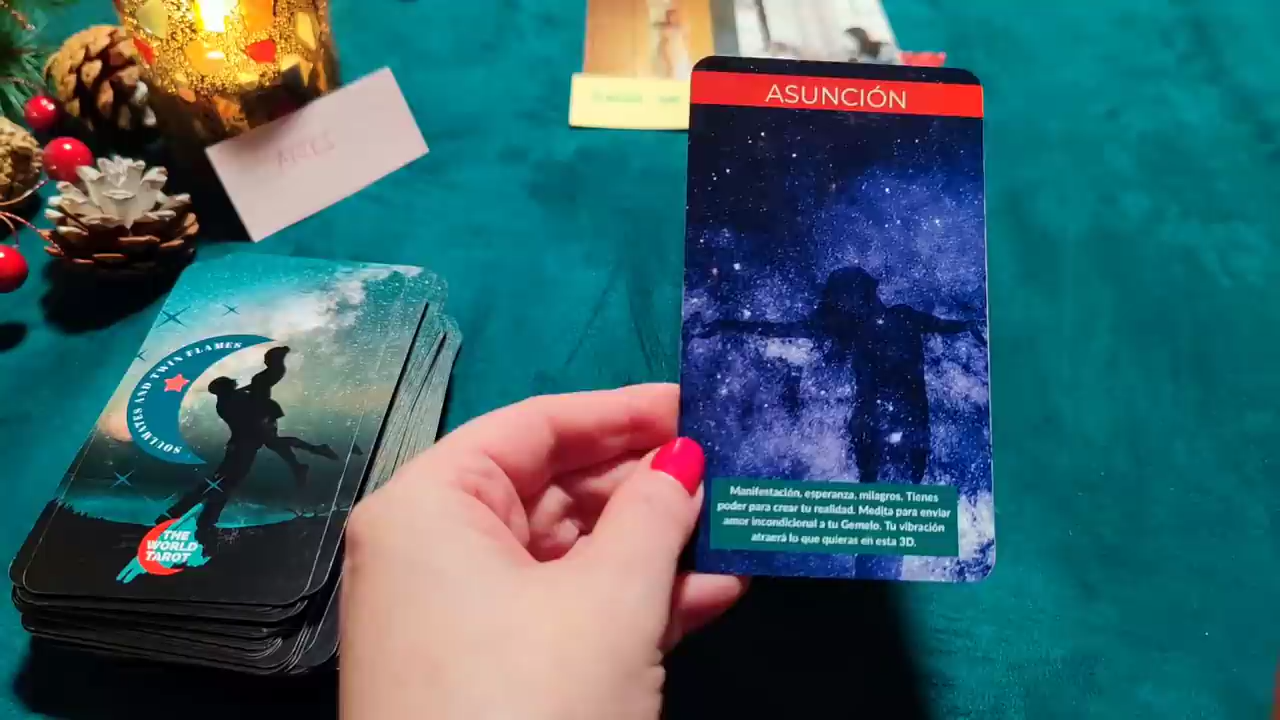 ASUNCIÓN
ARIES
SOULMATES AND TWIN FLAMES
THE
WORLD
TAROT
Manifestación, esperanza, milagros. Tienes
poder para crear tu realidad. Medita para enviar
amor incondicional a tu Gemelo. Tu vibración
atraerá lo que quieras en esta 3D.